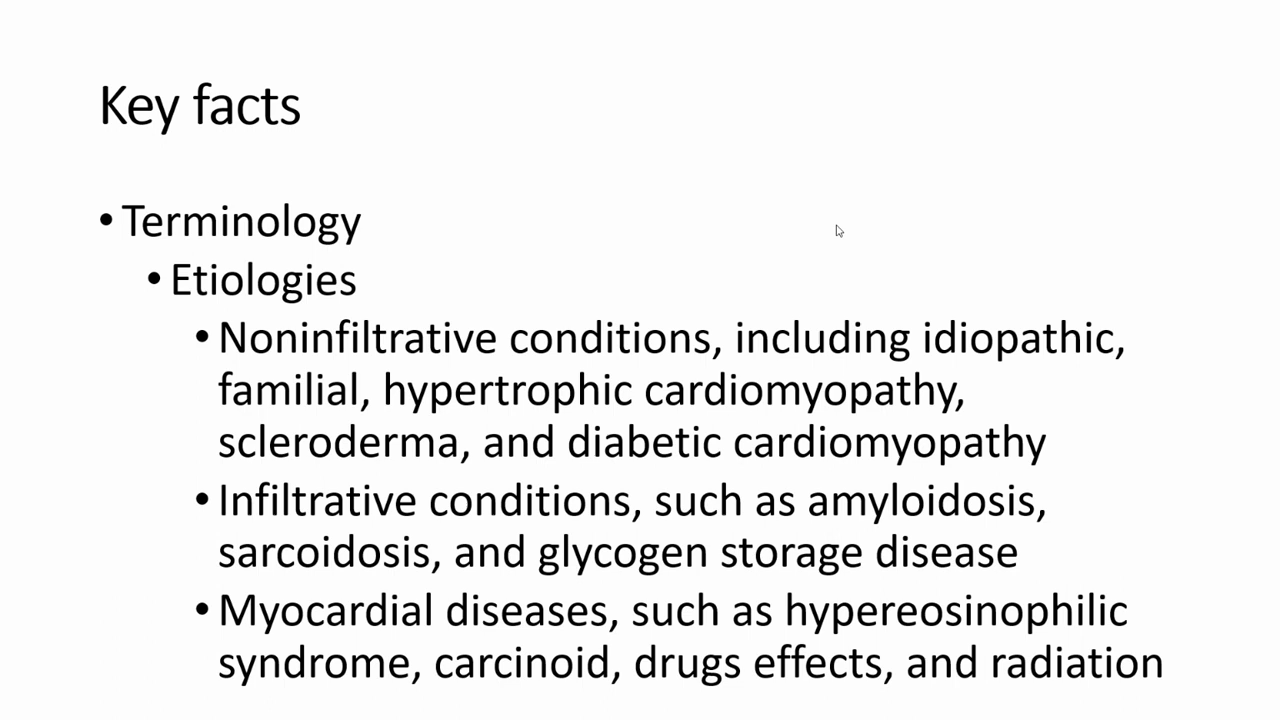 Key facts
• Terminology
• Etiologies
• Noninfiltrative conditions, including idiopathic,
familial, hypertrophic cardiomyopathy,
scleroderma, and diabetic cardiomyopathy
• Infiltrative conditions, such as amyloidosis,
sarcoidosis, and glycogen storage disease
• Myocardial diseases, such as hypereosinophilic
syndrome, carcinoid, drugs effects, and radiation